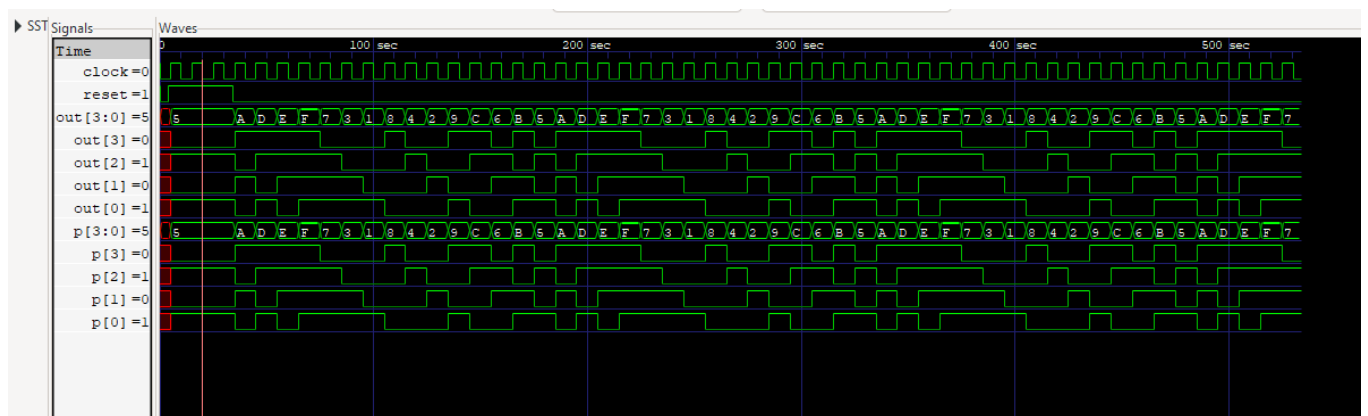 SST
Signals
Waves
Time
100 sec 200 sec 300 sec 400 sec 500 sec
clock=0
reset=1
out[3:0]=5 5 A D E F 7 3 1 8 4 2 9 C 6 B 5 A D E F 7 3 1 8 4 2 9 C 6 B 5 A D E F 7 3 1 8 4 2 9 C 6 B 5 A D E F 7
out[3]=0
out[2]=1
out[1]=0
out[0]=1
p[3:0]=5 5 A D E F 7 3 1 8 4 2 9 C 6 B 5 A D E F 7 3 1 8 4 2 9 C 6 B 5 A D E F 7 3 1 8 4 2 9 C 6 B 5 A D E F 7
p[3]=0
p[2]=1
p[1]=0
p[0]=1